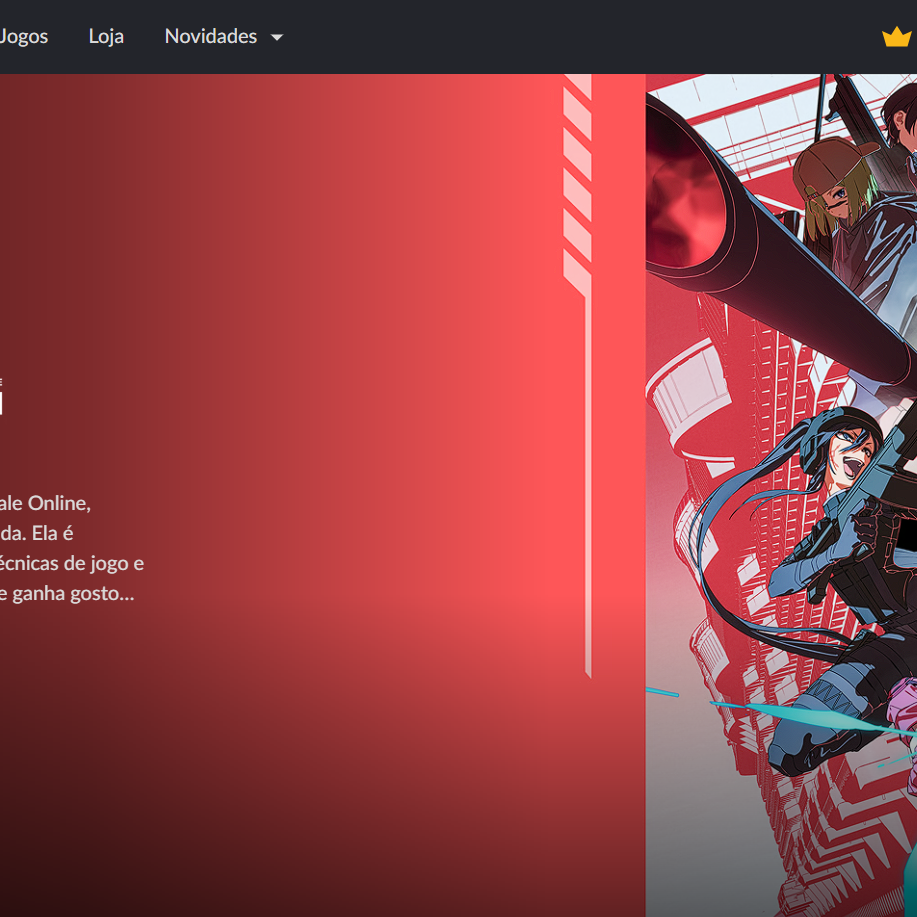 Jogos
Loja
Novidades
ale Online,
da. Ela é
écnicas de jogo e
e ganha gosto...